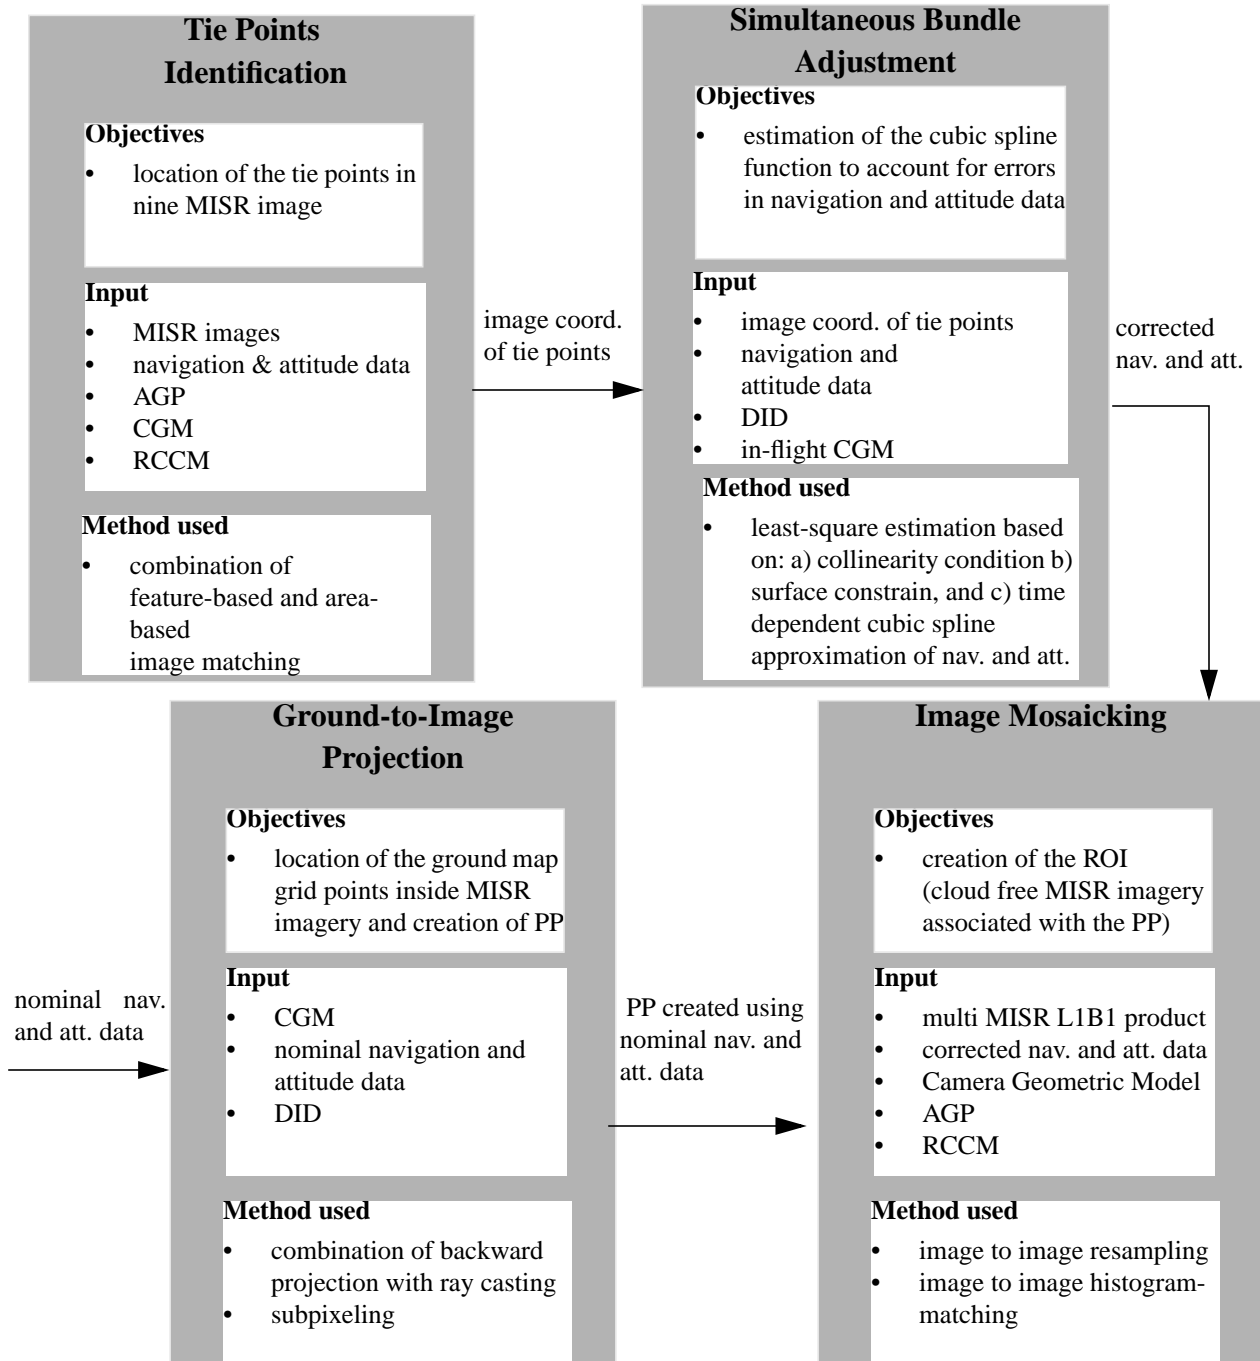 Tie Points
Identification
Objectives
• location of the tie points in
nine MISR image
Input
• MISR images
• navigation & attitude data
• AGP
• CGM
• RCCM
Method used
• combination of
feature-based and area-
based
image matching
image coord.
of tie points
Simultaneous Bundle
Adjustment
Objectives
• estimation of the cubic spline
function to account for errors
in navigation and attitude data
Input
• image coord. of tie points
• navigation and
attitude data
• DID
• in-flight CGM
Method used
• least-square estimation based
on: a) collinearity condition b)
surface constrain, and c) time
dependent cubic spline
approximation of nav. and att.
corrected
nav. and att.
nominal nav.
and att. data
Ground-to-Image
Projection
Objectives
• location of the ground map
grid points inside MISR
imagery and creation of PP
Input
• CGM
• nominal navigation and
attitude data
• DID
Method used
• combination of backward
projection with ray casting
• subpixeling
PP created using
nominal nav. and
att. data
Image Mosaicking
Objectives
• creation of the ROI
(cloud free MISR imagery
associated with the PP)
Input
• multi MISR L1B1 product
• corrected nav. and att. data
• Camera Geometric Model
• AGP
• RCCM
Method used
• image to image resampling
• image to image histogram-
matching